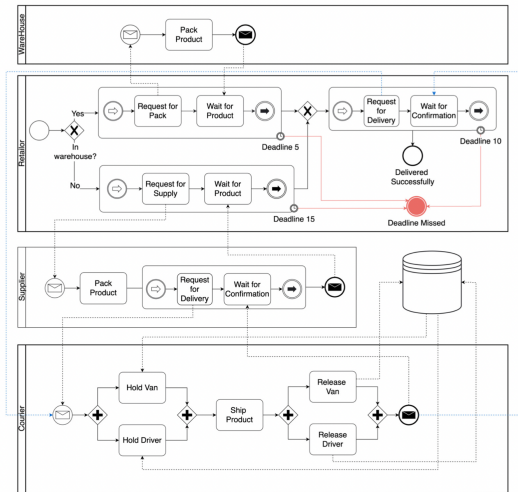 WareHouse
Pack
Product
Retailor
Yes
In
warehouse?
No
Request for
Pack
Wait for
Product
Deadline 5
Request
for
Delivery
Wait for
Confirmation
Deadline 10
Delivered
Successfully
Request for
Supply
Wait for
Product
Deadline 15
Deadline Missed
Supplier
Pack
Product
Request
for
Delivery
Wait for
Confirmation
Courier
Hold Van
Hold Driver
Ship
Product
Release
Van
Release
Driver